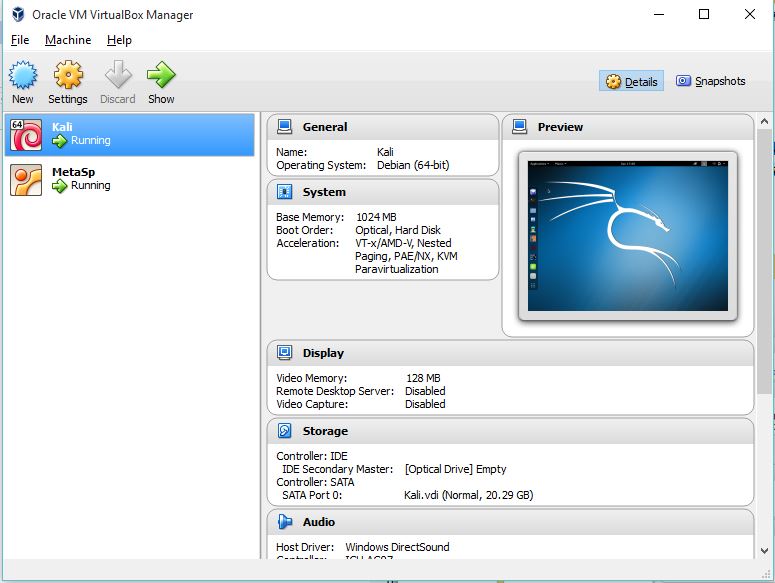 Oracle VM VirtualBox Manager
File Machine Help
New Settings Discard Show
Details Snapshots
64 Kali
Running
MetaSp
Running
General
Name: Kali
Operating System: Debian (64-bit)
System
Base Memory: 1024 MB
Boot Order: Optical, Hard Disk
Acceleration: VT-x/AMD-V, Nested
Paging, PAE/NX, KVM
Paravirtualization
Preview
Display
Video Memory: 128 MB
Remote Desktop Server: Disabled
Video Capture: Disabled
Storage
Controller: IDE
IDE Secondary Master: [Optical Drive] Empty
Controller: SATA
SATA Port 0: Kali.vdi (Normal, 20.29 GB)
Audio
Host Driver: Windows DirectSound